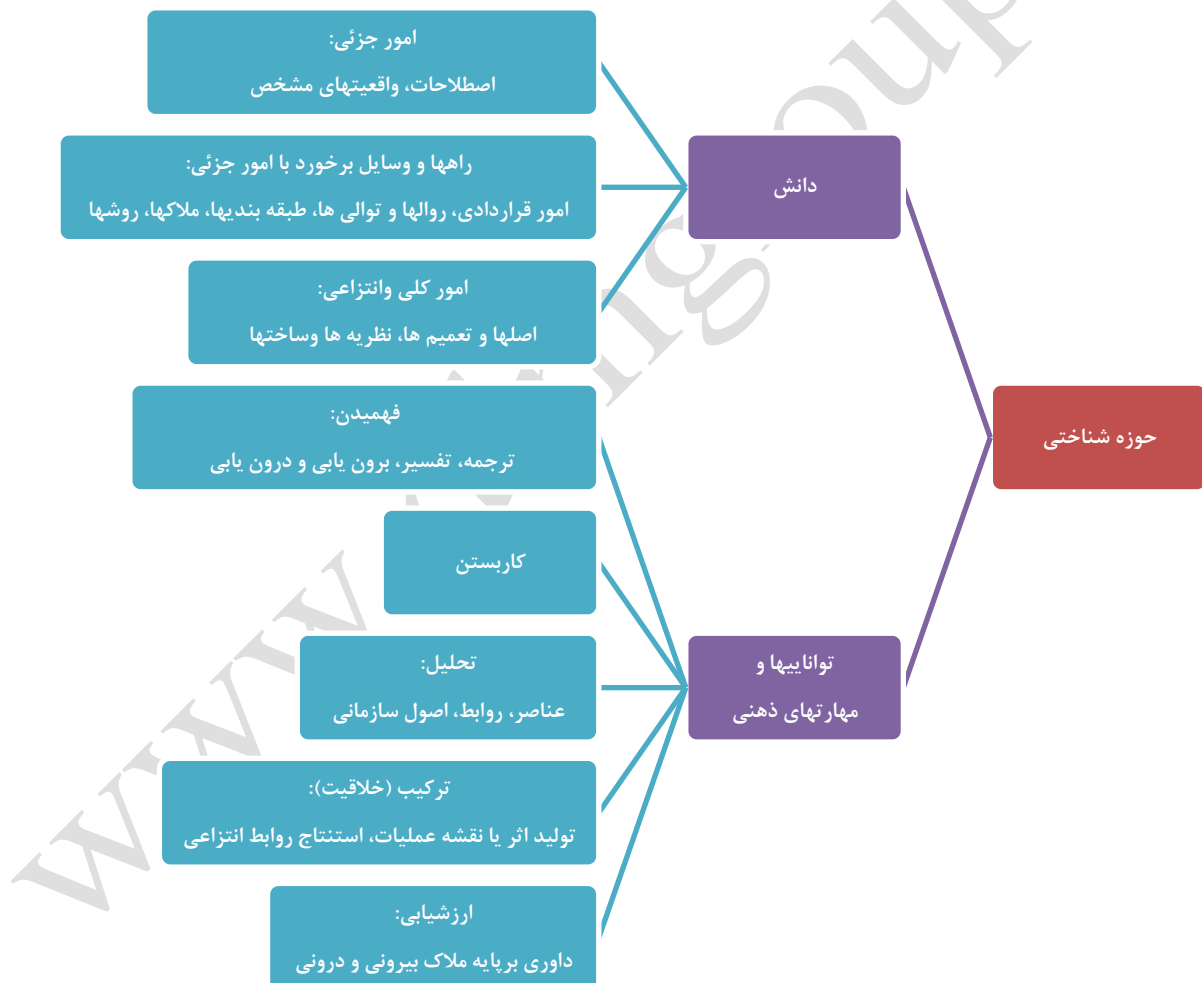 حوزه شناختی
دانش
امور جزئی:
اصطلاحات، واقعیتهای مشخص
راهها و وسایل برخورد با امور جزئی:
امور قراردادی، روالها و توالی ها، طبقه بندیها، ملاکها، روشها
امور کلی وانتزاعی:
اصلها و تعمیم ها، نظریه ها وساختها
تواناییها و
مهارتهای ذهنی
فهمیدن:
ترجمه، تفسیر، برون یابی و درون یابی
کاربستن
تحلیل:
عناصر، روابط، اصول سازمانی
ترکیب (خلاقیت):
تولید اثر یا نقشه عملیات، استنتاج روابط انتزاعی
ارزشیابی:
داوری برپایه ملاک بیرونی و درونی